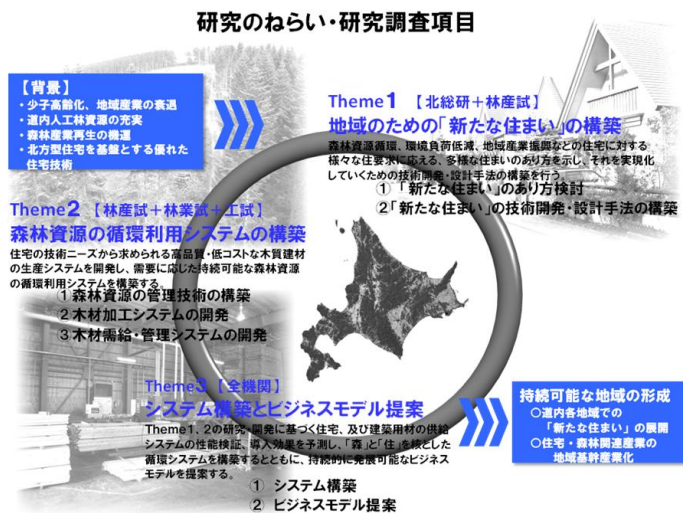 研究のねらい・研究調査項目
【背景】
・少子高齢化、地域産業の衰退
・道内人工林資源の充実
・森林産業再生の機運
・北方型住宅を基盤とする優れた
住宅技術
Theme1 【北総研＋林産試】
地域のための「新たな住まい」の構築
森林資源循環、環境負荷低減、地域産業振興などの住宅に対する
様々な住要求に応える、多様な住まいのあり方を示し、それを実現化
していくための技術開発・設計手法の構築を行う。
① 「新たな住まい」のあり方検討
②「新たな住まい」の技術開発・設計手法の構築
Theme2 【林産試＋林業試＋工試】
森林資源の循環利用システムの構築
住宅の技術ニーズから求められる高品質・低コストな木質建材
の生産システムを開発し、需要に応じた持続可能な森林資源
の循環利用システムを構築する。
①森林資源の管理技術の構築
②木材加工システムの開発
③木材需給・管理システムの開発
Theme3 【全機関】
システム構築とビジネスモデル提案
Theme1、2の研究・開発に基づく住宅、及び建築用材の供給
システムの性能検証、導入効果を予測し、「森」と「住」を核とした
循環システムを構築するとともに、持続的に発展可能なビジネス
モデルを提案する。
① システム構築
② ビジネスモデル提案
持続可能な地域の形成
○道内各地域での
「新たな住まい」の展開
○住宅・森林関連産業の
地域基幹産業化